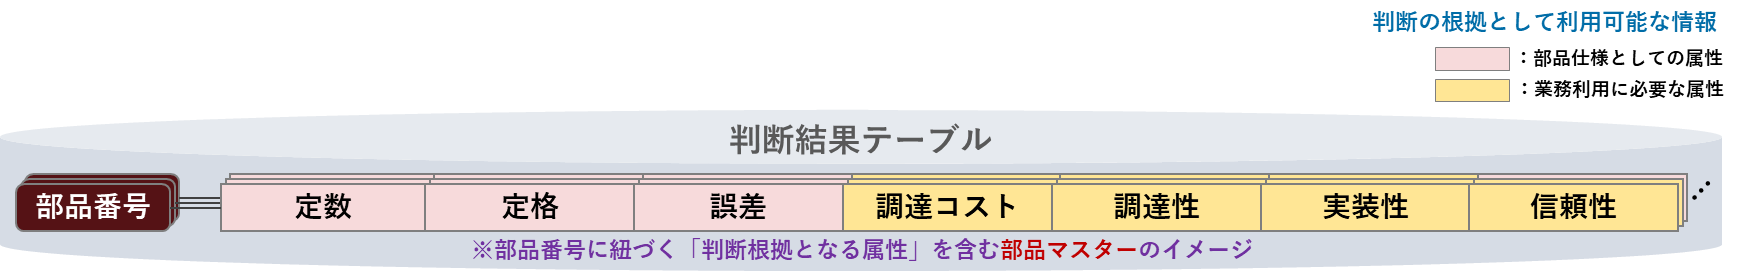 判断の根拠として利用可能な情報
：部品仕様としての属性
：業務利用に必要な属性
判断結果テーブル
部品番号 定数 定格 誤差 調達コスト 調達性 実装性 信頼性 …
※部品番号に紐づく「判断根拠となる属性」を含む部品マスターのイメージ